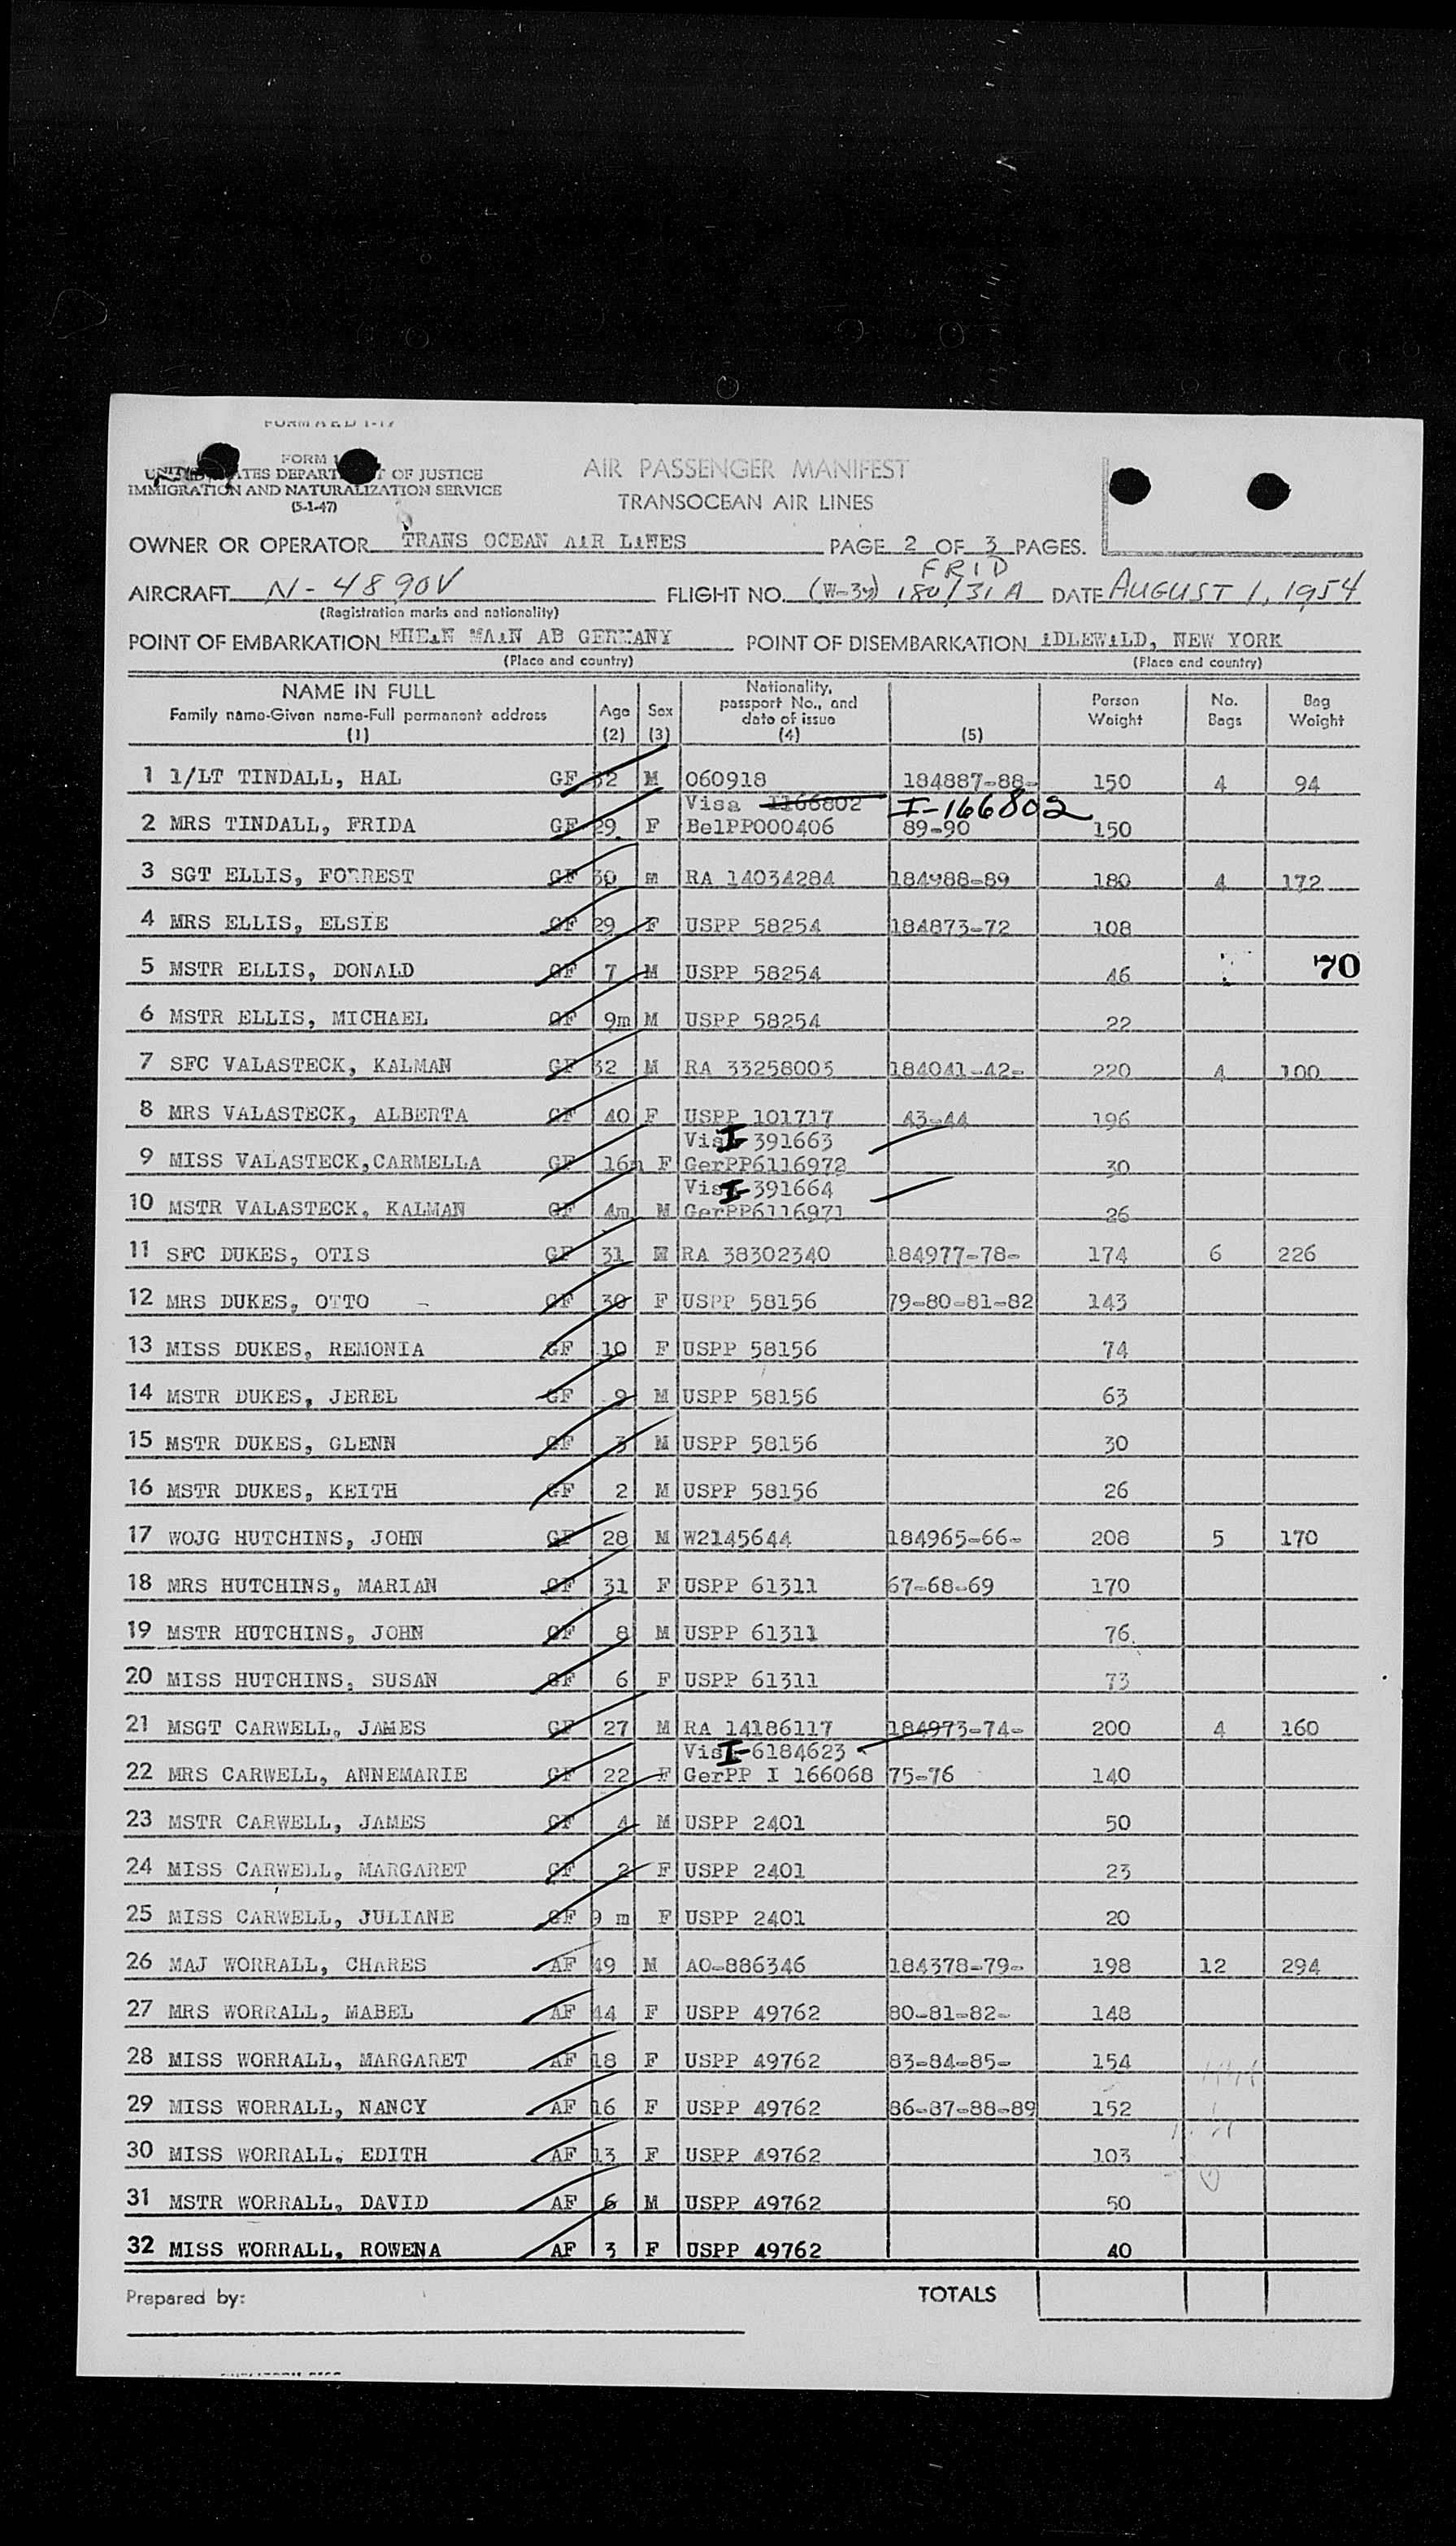 FORM
UNITED STATES DEPARTMENT OF JUSTICE
IMMIGRATION AND NATURALIZATION SERVICE
(5-1-47)
AIR PASSENGER MANIFEST
TRANSOCEAN AIR LINES
OWNER OR OPERATOR TRANS OCEAN AIR LINES PAGE 2 OF 3 PAGES.
FRID
AIRCRAFT N-4890V FLIGHT NO. (W-3y) 180/31A DATE AUGUST 1, 1954
(Registration marks and nationality)
POINT OF EMBARKATION RHEIN MAIN AB GERMANY POINT OF DISEMBARKATION IDLEWILD, NEW YORK
(Place and country) (Place and country)
NAME IN FULL Family name-Given name-Full permanent address (1) Age (2) Sex (3) Nationality, passport No., and date of issue (4) (5) Person Weight No. Bags Bag Weight
1 1/LT TINDALL, HAL GF 32 M 060918 184887-88- 150 4 94
Visa I166802 I-166802
2 MRS TINDALL, FRIDA GF 29 F BelPP000406 89-90 150
3 SGT ELLIS, FORREST GF 30 m RA 14034284 184988-89 180 4 172
4 MRS ELLIS, ELSIE GF 29 F USPP 58254 184873-72 108
5 MSTR ELLIS, DONALD GF 7 M USPP 58254 46
70
6 MSTR ELLIS, MICHAEL GF 9m M USPP 58254 22
7 SFC VALASTECK, KALMAN GF 32 M RA 33258003 184041-42- 220 4 100
8 MRS VALASTECK, ALBERTA GF 40 F USPP 101717 43-44 196
Visa I-391663
9 MISS VALASTECK,CARMELLA GF 16m F GerPP6116972 30
Visa I-391664
10 MSTR VALASTECK, KALMAN GF 4m M GerPP6116971 26
11 SFC DUKES, OTIS GF 31 M RA 38302340 184977-78- 174 6 226
12 MRS DUKES, OTTO GF 30 F USPP 58156 79-80-81-82 143
13 MISS DUKES, REMONIA GF 10 F USPP 58156 74
14 MSTR DUKES, JEREL GF 9 M USPP 58156 63
15 MSTR DUKES, GLENN GF 3 M USPP 58156 30
16 MSTR DUKES, KEITH GF 2 M USPP 58156 26
17 WOJG HUTCHINS, JOHN GF 28 M W2145644 184965-66- 208 5 170
18 MRS HUTCHINS, MARIAN GF 31 F USPP 61311 67-68-69 170
19 MSTR HUTCHINS, JOHN GF 8 M USPP 61311 76
20 MISS HUTCHINS, SUSAN GF 6 F USPP 61311 73
21 MSGT CARWELL, JAMES GF 27 M RA 14186117 184973-74- 200 4 160
Visa I-6184623
22 MRS CARWELL, ANNEMARIE GF 22 F GerPP I 166068 75-76 140
23 MSTR CARWELL, JAMES GF 4 M USPP 2401 50
24 MISS CARWELL, MARGARET GF 2 F USPP 2401 23
25 MISS CARWELL, JULIANE GF 9 m F USPP 2401 20
26 MAJ WORRALL, CHARES AF 49 M AO-886346 184378-79- 198 12 294
27 MRS WORRALL, MABEL AF 44 F USPP 49762 80-81-82- 148
28 MISS WORRALL, MARGARET AF 18 F USPP 49762 83-84-85- 154
29 MISS WORRALL, NANCY AF 16 F USPP 49762 86-87-88-89 152
30 MISS WORRALL, EDITH AF 13 F USPP 49762 103
31 MSTR WORRALL, DAVID AF 6 M USPP 49762 50
32 MISS WORRALL, ROWENA AF 3 F USPP 49762 40
Prepared by: TOTALS